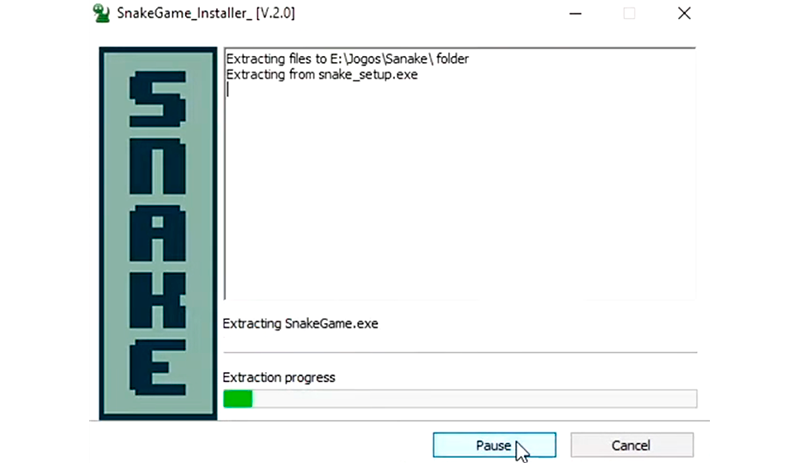 SnakeGame_Installer_ [V.2.0]
SNAKE
Extracting files to E:\Jogos\Sanake\ folder
Extracting from snake_setup.exe
Extracting SnakeGame.exe
Extraction progress
Pause
Cancel